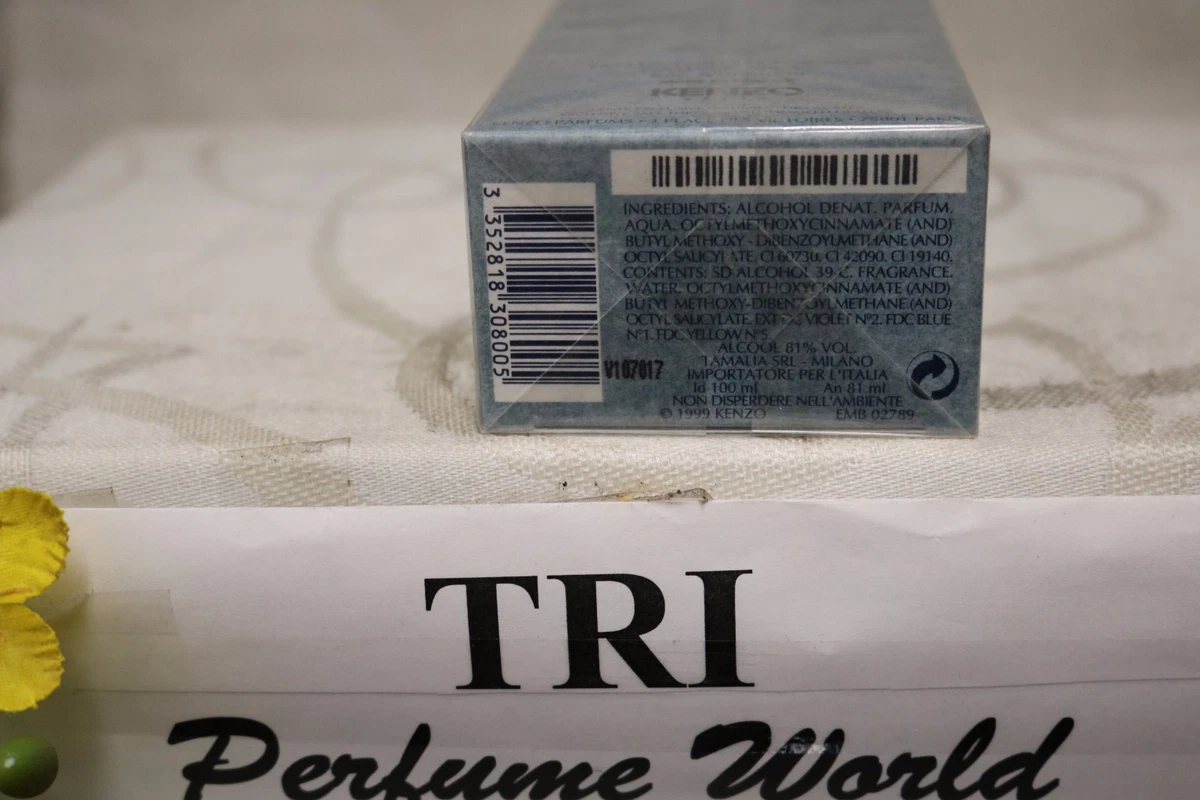 KENZO
3 352818 308005
INGREDIENTS: ALCOHOL DENAT. PARFUM.
AQUA. OCTYLMETHOXYCINNAMATE (AND)
BUTYL METHOXY - DIBENZOYLMETHANE (AND)
OCTYL SALICYLATE. CI 60730. CI 42090. CI 19140.
CONTENTS: SD ALCOHOL 39-C. FRAGRANCE.
WATER. OCTYLMETHOXYCINNAMATE (AND)
BUTYL METHOXY-DIBENZOYLMETHANE (AND)
OCTYL SALICYLATE. EXT DC VIOLET N°2. FDC BLUE
N°1. FDC YELLOW N°5
ALCOOL 81% VOL.
V107017
TAMALIA SRL - MILANO
IMPORTATORE PER L'ITALIA
Id 100 ml An 81 ml
NON DISPERDERE NELL'AMBIENTE
© 1999 KENZO EMB 02789
TRI
Perfume World